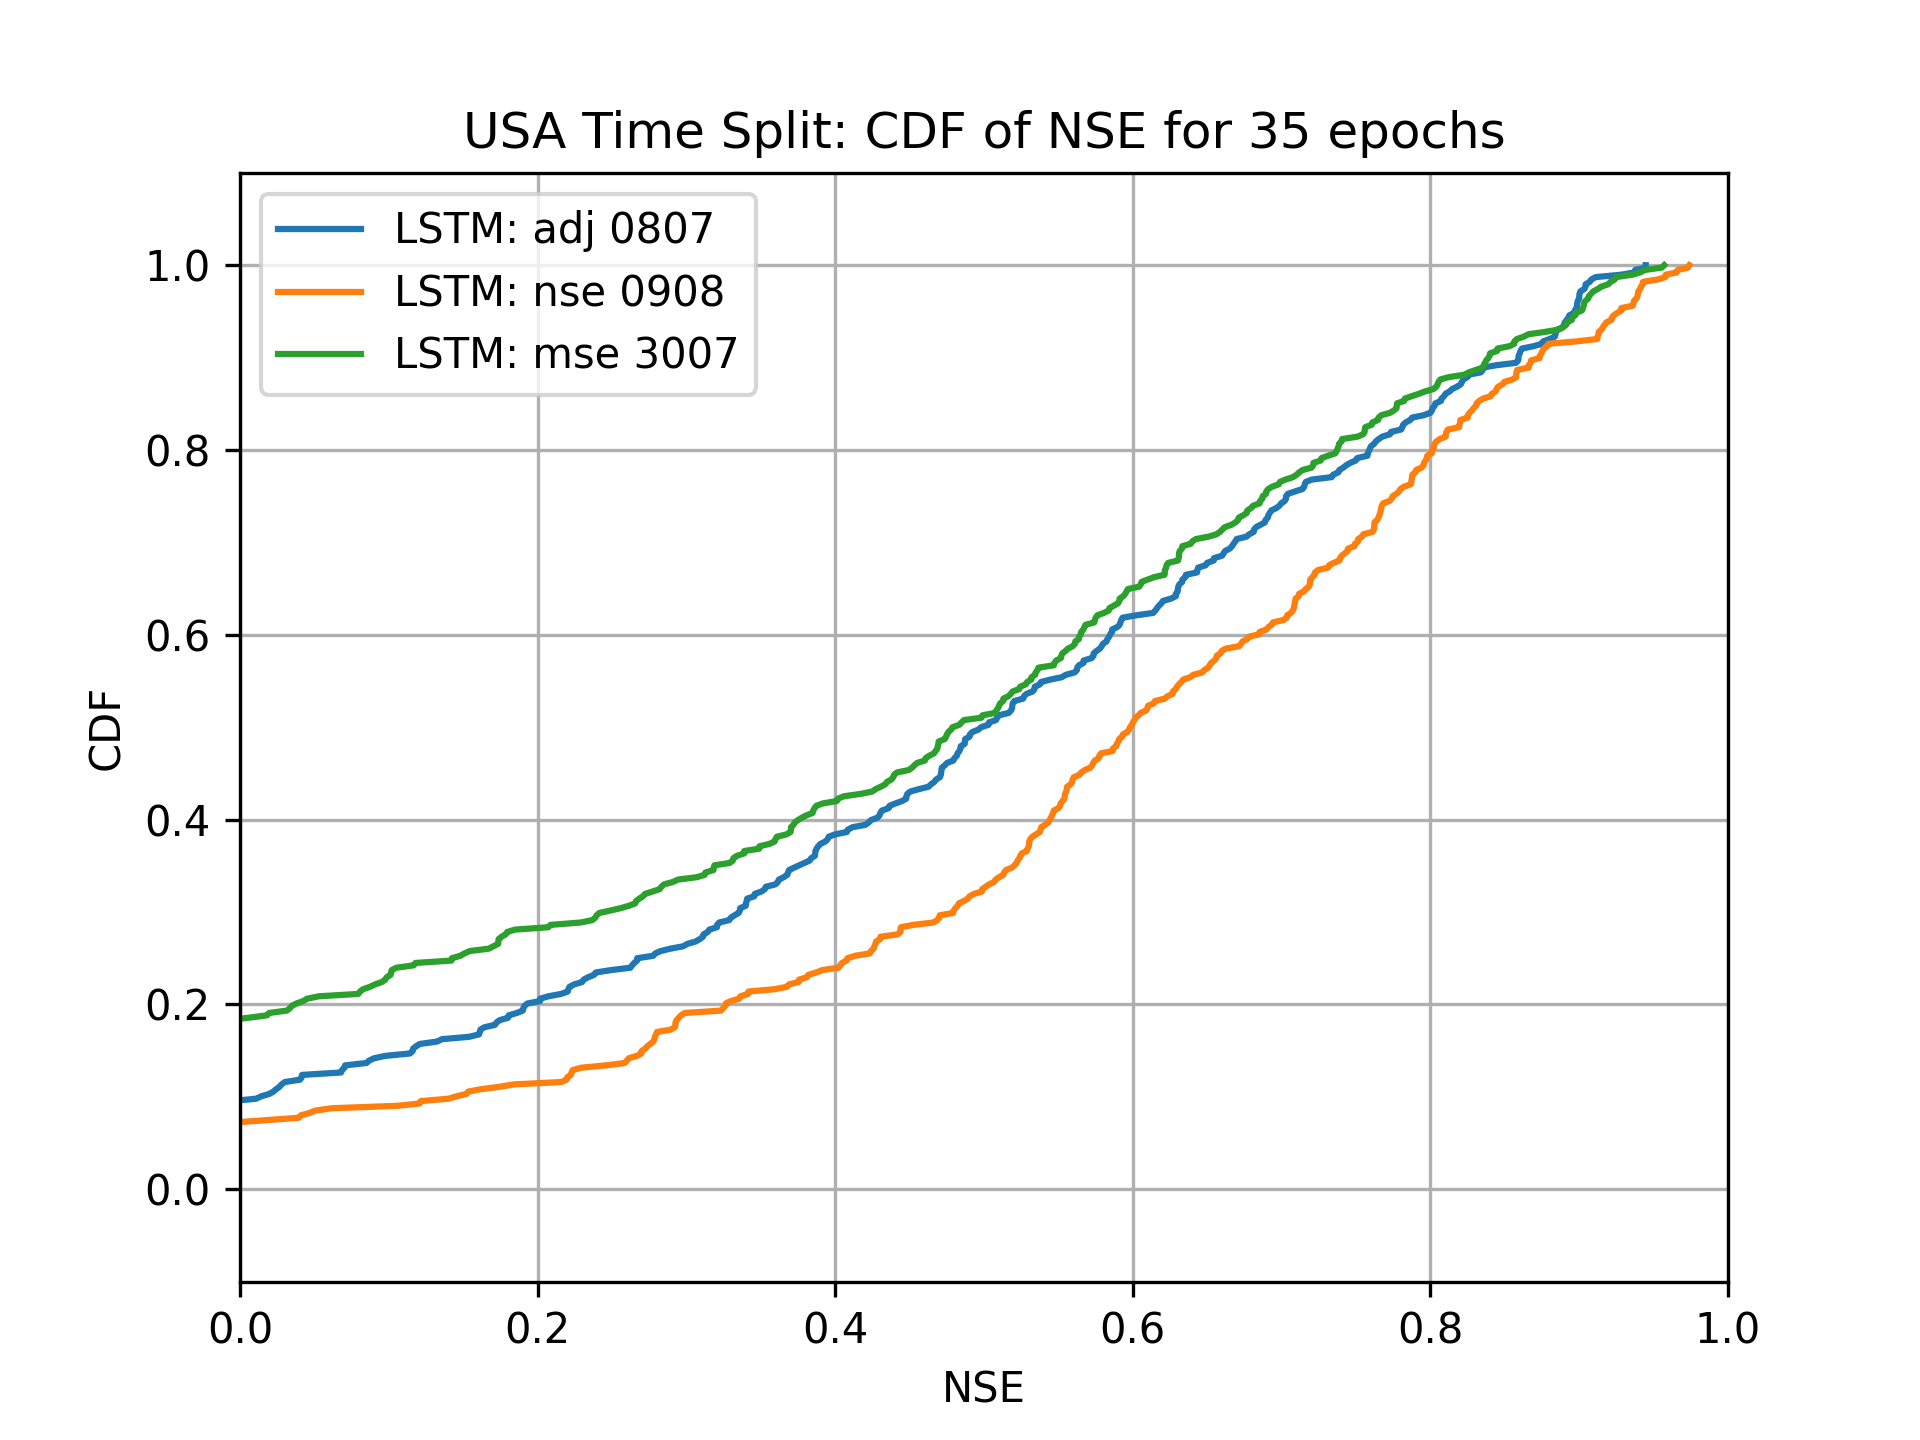 USA Time Split: CDF of NSE for 35 epochs
LSTM: adj 0807
LSTM: nse 0908
LSTM: mse 3007
1.0
0.8
0.6
0.4
0.2
0.0
CDF
0.0 0.2 0.4 0.6 0.8 1.0
NSE